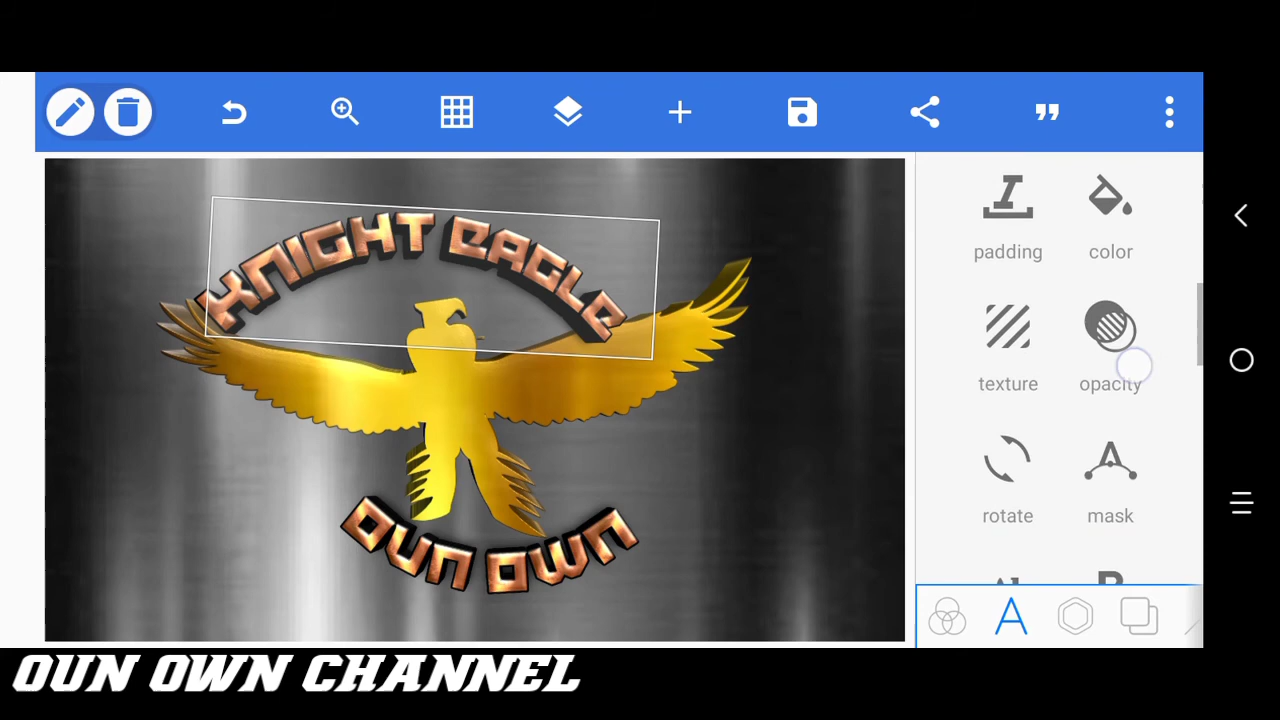 KNIGHT EAGLE
padding
color
texture
opacity
rotate
mask
OUN OWN
OUN OWN CHANNEL